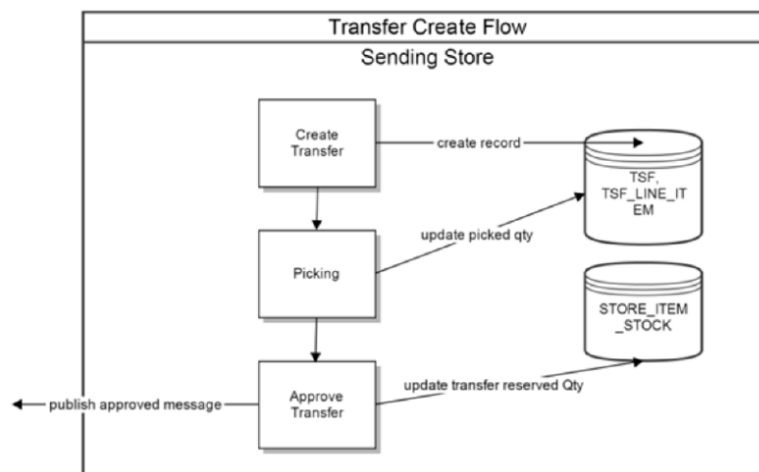 Transfer Create Flow
Sending Store
Create
Transfer
create record
TSF,
TSF_LINE_IT
EM
update picked qty
Picking
STORE_ITEM
_STOCK
update transfer reserved Qty
publish approved message
Approve
Transfer